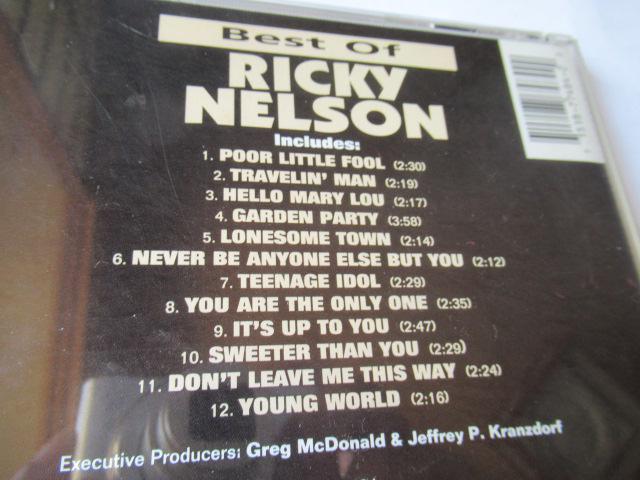 Best Of
RICKY
NELSON
Includes:
1. POOR LITTLE FOOL (2:30)
2. TRAVELIN' MAN (2:19)
3. HELLO MARY LOU (2:17)
4. GARDEN PARTY (3:58)
5. LONESOME TOWN (2:14)
6. NEVER BE ANYONE ELSE BUT YOU (2:12)
7. TEENAGE IDOL (2:29)
8. YOU ARE THE ONLY ONE (2:35)
9. IT'S UP TO YOU (2:47)
10. SWEETER THAN YOU (2:29)
11. DON'T LEAVE ME THIS WAY (2:24)
12. YOUNG WORLD (2:16)
Executive Producers: Greg McDonald & Jeffrey P. Kranzdorf